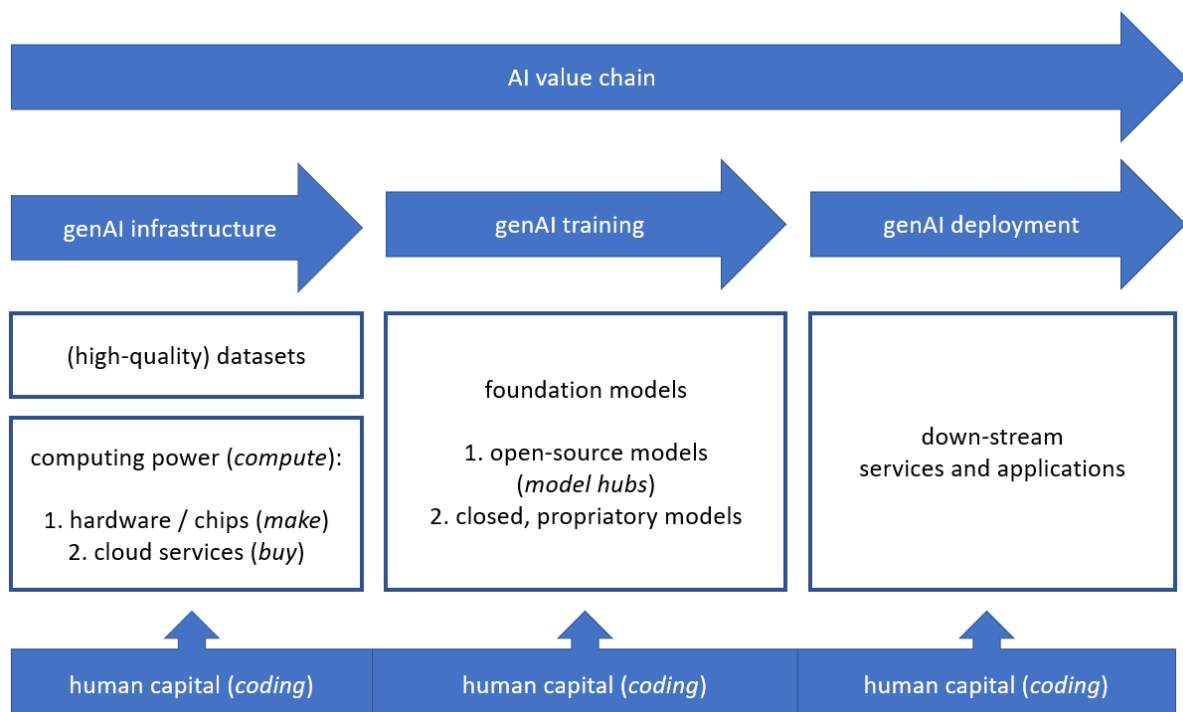 AI value chain
genAI infrastructure
genAI training
genAI deployment
(high-quality) datasets
computing power (compute):
1. hardware / chips (make)
2. cloud services (buy)
foundation models
1. open-source models
(model hubs)
2. closed, propriatory models
down-stream
services and applications
human capital (coding)
human capital (coding)
human capital (coding)